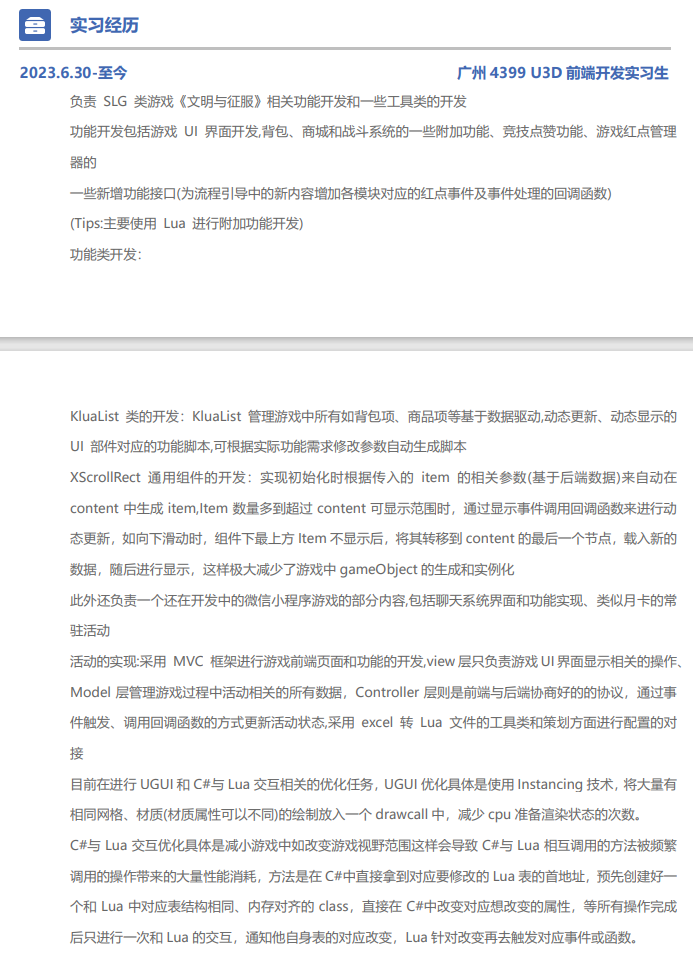 实习经历
2023.6.30-至今 广州 4399 U3D 前端开发实习生
负责 SLG 类游戏《文明与征服》相关功能开发和一些工具类的开发
功能开发包括游戏 UI 界面开发,背包、商城和战斗系统的一些附加功能、竞技点赞功能、游戏红点管理
器的
一些新增功能接口(为流程引导中的新内容增加各模块对应的红点事件及事件处理的回调函数)
(Tips:主要使用 Lua 进行附加功能开发)
功能类开发：
KluaList 类的开发：KluaList 管理游戏中所有如背包项、商品项等基于数据驱动,动态更新、动态显示的
UI 部件对应的功能脚本,可根据实际功能需求修改参数自动生成脚本
XScrollRect 通用组件的开发：实现初始化时根据传入的 item 的相关参数(基于后端数据)来自动在
content 中生成 item,Item 数量多到超过 content 可显示范围时，通过显示事件调用回调函数来进行动
态更新，如向下滑动时，组件下最上方 Item 不显示后，将其转移到 content 的最后一个节点，载入新的
数据，随后进行显示，这样极大减少了游戏中 gameObject 的生成和实例化
此外还负责一个还在开发中的微信小程序游戏的部分内容,包括聊天系统界面和功能实现、类似月卡的常
驻活动
活动的实现:采用 MVC 框架进行游戏前端页面和功能的开发,view 层只负责游戏 UI 界面显示相关的操作、
Model 层管理游戏过程中活动相关的所有数据，Controller 层则是前端与后端协商好的的协议，通过事
件触发、调用回调函数的方式更新活动状态,采用 excel 转 Lua 文件的工具类和策划方面进行配置的对
接
目前在进行 UGUI 和 C#与 Lua 交互相关的优化任务，UGUI 优化具体是使用 Instancing 技术，将大量有
相同网格、材质(材质属性可以不同)的绘制放入一个 drawcall 中，减少 cpu 准备渲染状态的次数。
C#与 Lua 交互优化具体是减小游戏中如改变游戏视野范围这样会导致 C#与 Lua 相互调用的方法被频繁
调用的操作带来的大量性能消耗，方法是在 C#中直接拿到对应要修改的 Lua 表的首地址，预先创建好一
个和 Lua 中对应表结构相同、内存对齐的 class，直接在 C#中改变对应想改变的属性，等所有操作完成
后只进行一次和 Lua 的交互，通知他自身表的对应改变，Lua 针对改变再去触发对应事件或函数。